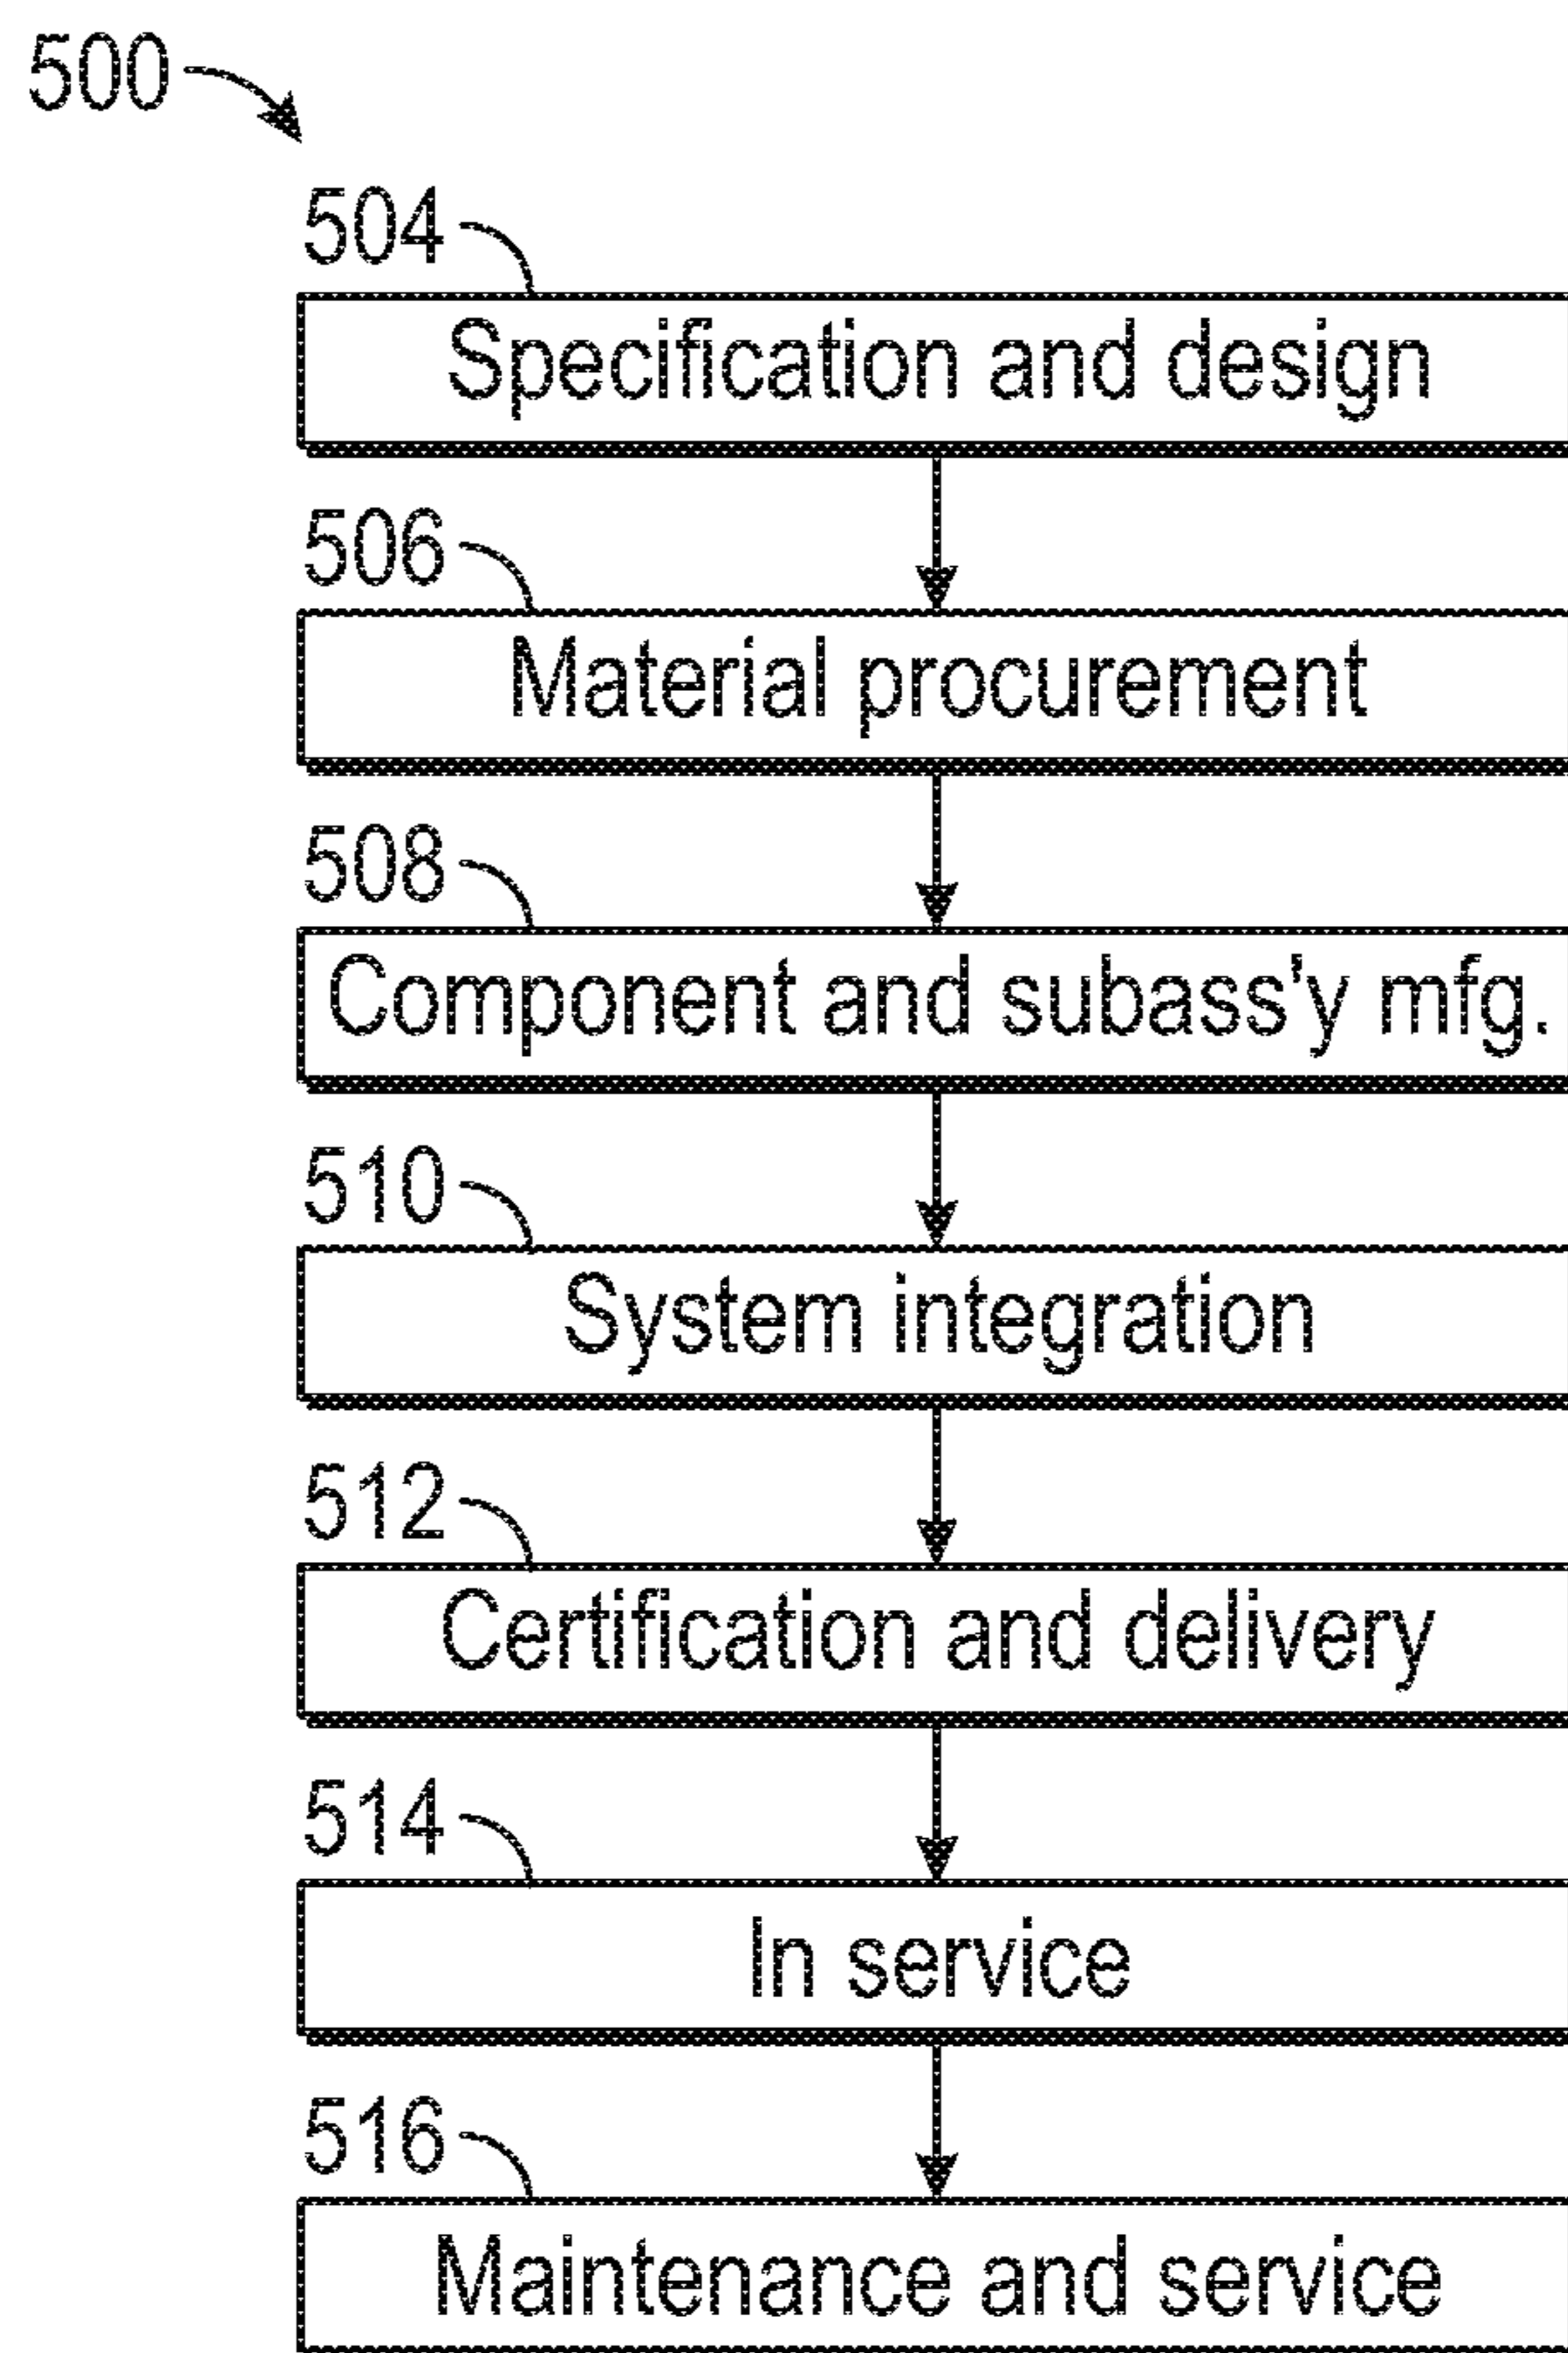 500
504
Specification and design
506
Material procurement
508
Component and subass'y mfg.
510
System integration
512
Certification and delivery
514
In service
516
Maintenance and service